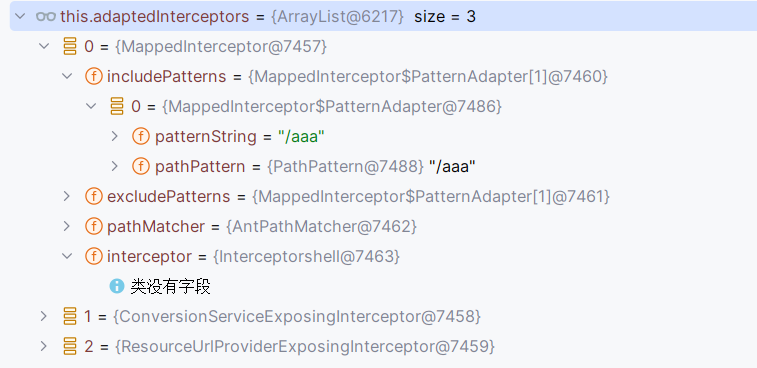 this.adaptedInterceptors = {ArrayList@6217} size = 3
0 = {MappedInterceptor@7457}
includePatterns = {MappedInterceptor$PatternAdapter[1]@7460}
0 = {MappedInterceptor$PatternAdapter@7486}
patternString = "/aaa"
pathPattern = {PathPattern@7488} "/aaa"
excludePatterns = {MappedInterceptor$PatternAdapter[1]@7461}
pathMatcher = {AntPathMatcher@7462}
interceptor = {Interceptorshell@7463}
类没有字段
1 = {ConversionServiceExposingInterceptor@7458}
2 = {ResourceUrlProviderExposingInterceptor@7459}